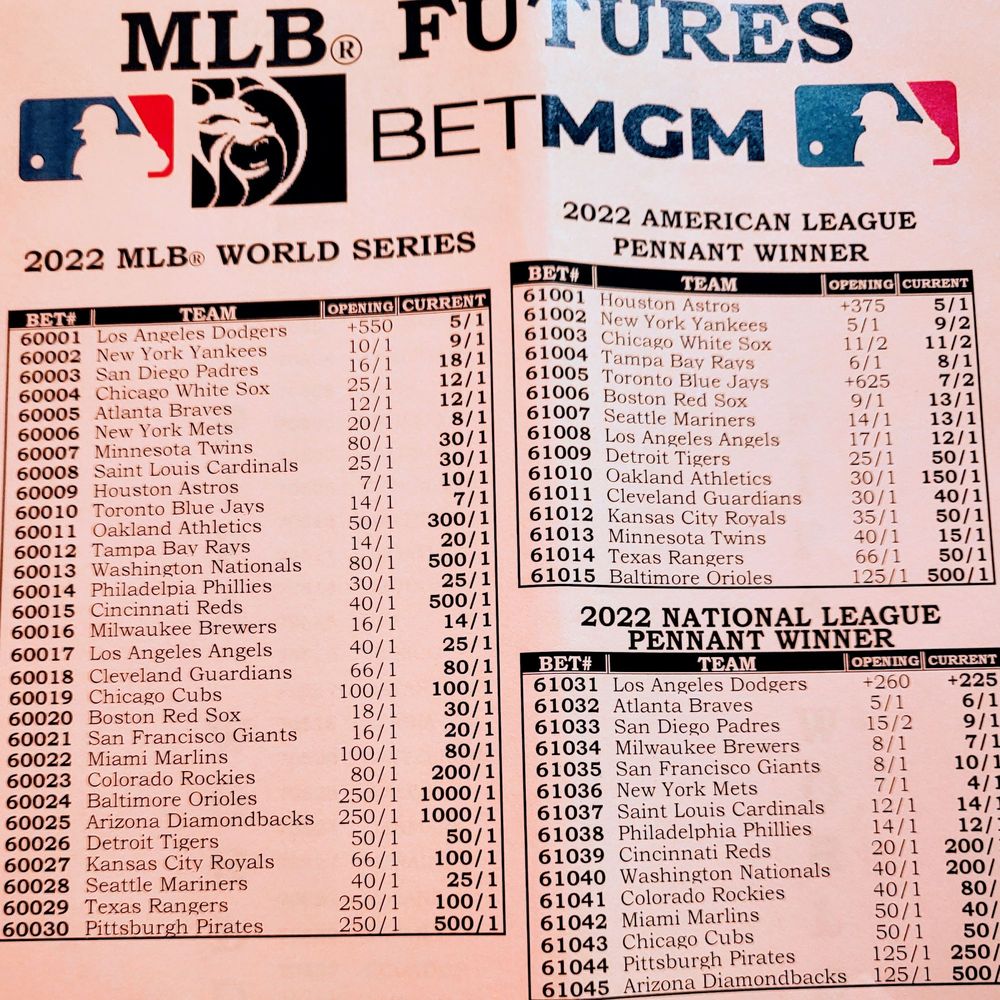 MLB® FUTURES
BETMGM
2022 MLB® WORLD SERIES
BET# TEAM OPENING CURRENT
60001 Los Angeles Dodgers +550 5/1
60002 New York Yankees 10/1 9/1
60003 San Diego Padres 16/1 18/1
60004 Chicago White Sox 25/1 12/1
60005 Atlanta Braves 12/1 12/1
60006 New York Mets 20/1 8/1
60007 Minnesota Twins 80/1 30/1
60008 Saint Louis Cardinals 25/1 30/1
60009 Houston Astros 7/1 10/1
60010 Toronto Blue Jays 14/1 7/1
60011 Oakland Athletics 50/1 300/1
60012 Tampa Bay Rays 14/1 20/1
60013 Washington Nationals 80/1 500/1
60014 Philadelpia Phillies 30/1 25/1
60015 Cincinnati Reds 40/1 500/1
60016 Milwaukee Brewers 16/1 14/1
60017 Los Angeles Angels 40/1 25/1
60018 Cleveland Guardians 66/1 80/1
60019 Chicago Cubs 100/1 100/1
60020 Boston Red Sox 18/1 30/1
60021 San Francisco Giants 16/1 20/1
60022 Miami Marlins 100/1 80/1
60023 Colorado Rockies 80/1 200/1
60024 Baltimore Orioles 250/1 1000/1
60025 Arizona Diamondbacks 250/1 1000/1
60026 Detroit Tigers 50/1 50/1
60027 Kansas City Royals 66/1 100/1
60028 Seattle Mariners 40/1 25/1
60029 Texas Rangers 250/1 100/1
60030 Pittsburgh Pirates 250/1 500/1
2022 AMERICAN LEAGUE
PENNANT WINNER
BET# TEAM OPENING CURRENT
61001 Houston Astros +375 5/1
61002 New York Yankees 5/1 9/2
61003 Chicago White Sox 11/2 11/2
61004 Tampa Bay Rays 6/1 8/1
61005 Toronto Blue Jays +625 7/2
61006 Boston Red Sox 9/1 13/1
61007 Seattle Mariners 14/1 13/1
61008 Los Angeles Angels 17/1 12/1
61009 Detroit Tigers 25/1 50/1
61010 Oakland Athletics 30/1 150/1
61011 Cleveland Guardians 30/1 40/1
61012 Kansas City Royals 35/1 50/1
61013 Minnesota Twins 40/1 15/1
61014 Texas Rangers 66/1 50/1
61015 Baltimore Orioles 125/1 500/1
2022 NATIONAL LEAGUE
PENNANT WINNER
BET# TEAM OPENING CURRENT
61031 Los Angeles Dodgers +260 +225
61032 Atlanta Braves 5/1 6/1
61033 San Diego Padres 15/2 9/1
61034 Milwaukee Brewers 8/1 7/1
61035 San Francisco Giants 8/1 10/1
61036 New York Mets 7/1 4/1
61037 Saint Louis Cardinals 12/1 14/
61038 Philadelphia Phillies 14/1 12/
61039 Cincinnati Reds 20/1 200/
61040 Washington Nationals 40/1 200/
61041 Colorado Rockies 40/1 80/
61042 Miami Marlins 50/1 40/
61043 Chicago Cubs 50/1 50/
61044 Pittsburgh Pirates 125/1 250/
61045 Arizona Diamondbacks 125/1 500/